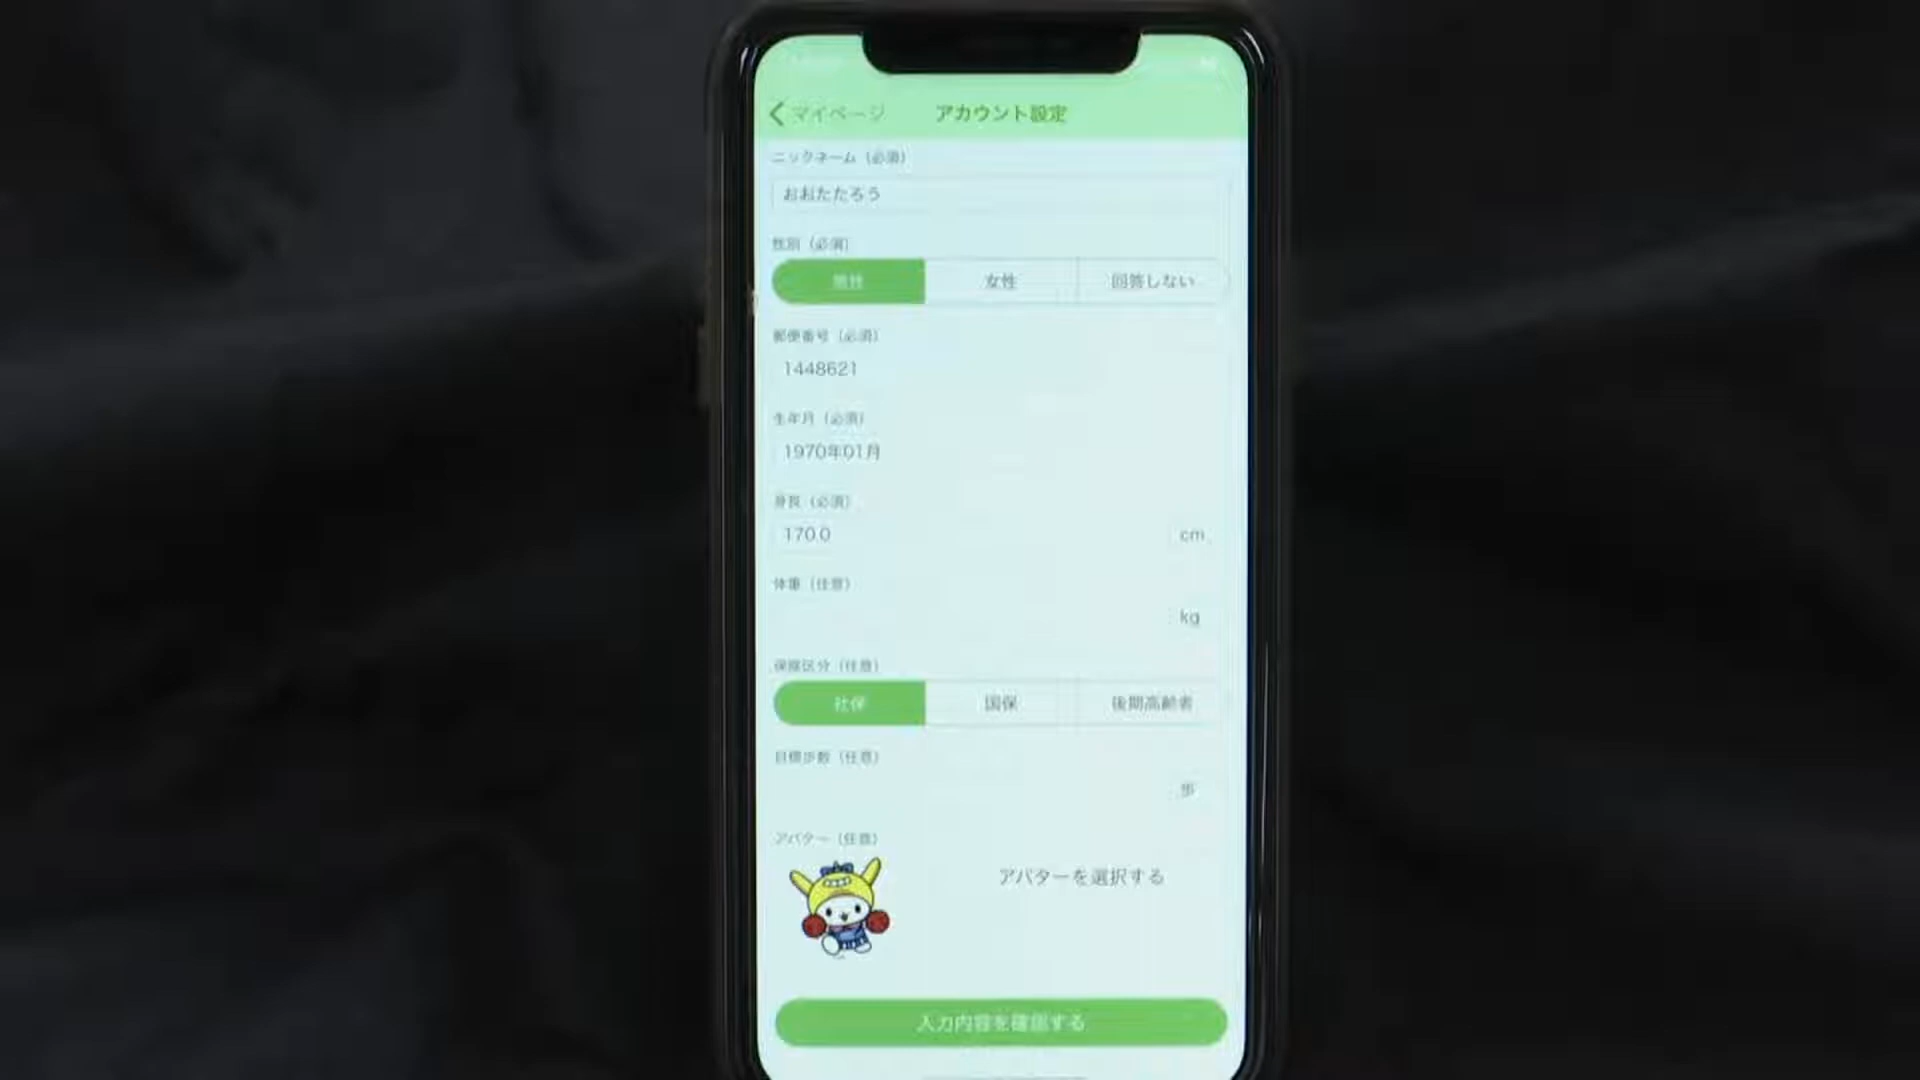 マイページ アカウント設定
ニックネーム（必須）
おおたたろう
性別（必須）
男性 女性 回答しない
郵便番号（必須）
1448621
生年月（必須）
1970年01月
身長（必須）
170.0 cm
体重（任意）
kg
保険区分（任意）
社保 国保 後期高齢者
目標歩数（任意）
歩
アバター（任意）
アバターを選択する
入力内容を確認する